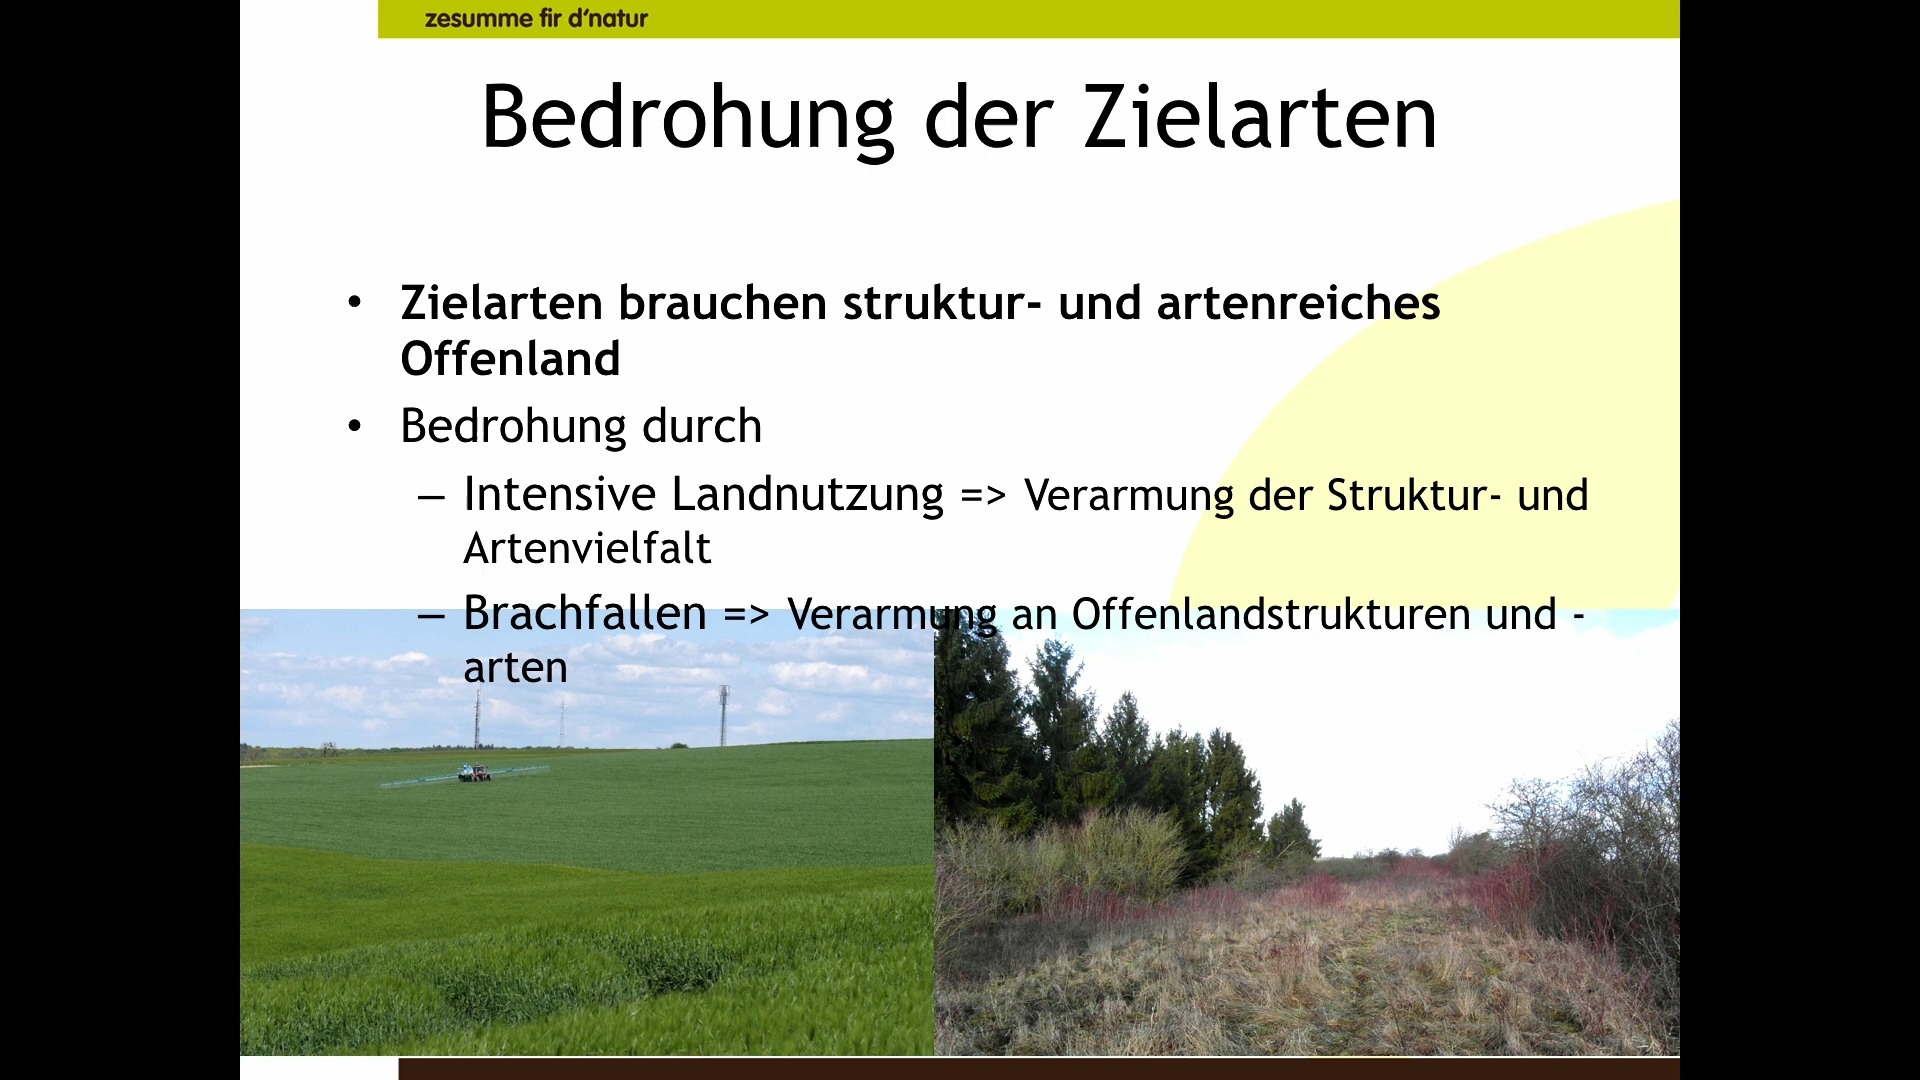 zesumme fir d'natur
Bedrohung der Zielarten
• Zielarten brauchen struktur- und artenreiches
Offenland
• Bedrohung durch
– Intensive Landnutzung => Verarmung der Struktur- und
Artenvielfalt
– Brachfallen => Verarmung an Offenlandstrukturen und -
arten